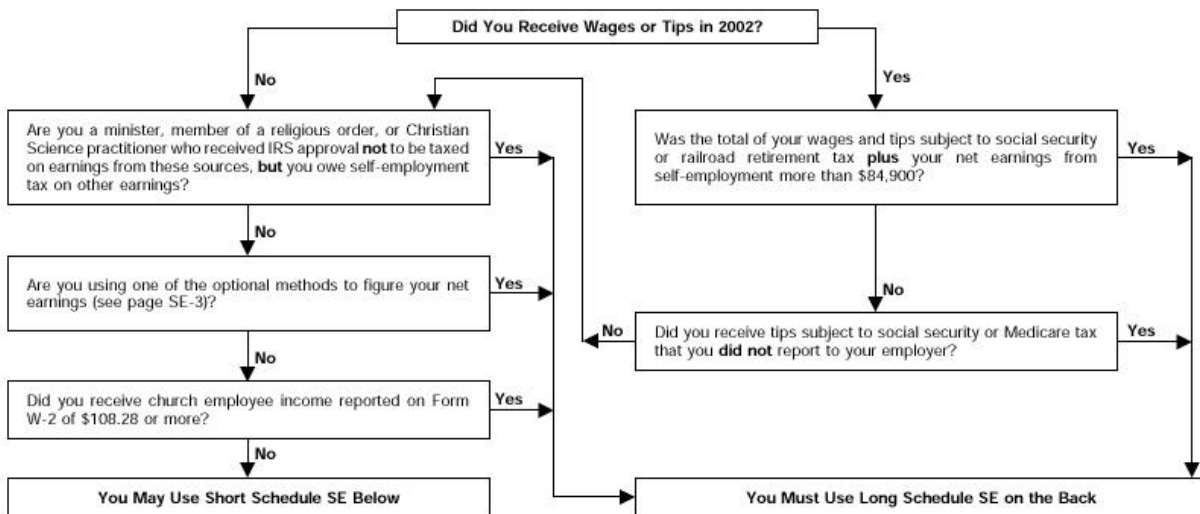 Did You Receive Wages or Tips in 2002?
No
Yes
Are you a minister, member of a religious order, or Christian
Science practitioner who received IRS approval not to be taxed
on earnings from these sources, but you owe self-employment
tax on other earnings?
Yes
Was the total of your wages and tips subject to social security
or railroad retirement tax plus your net earnings from
self-employment more than $84,900?
Yes
No
Are you using one of the optional methods to figure your net
earnings (see page SE-3)?
Yes
No
No
Did you receive tips subject to social security or Medicare tax
that you did not report to your employer?
Yes
No
Did you receive church employee income reported on Form
W-2 of $108.28 or more?
Yes
No
You May Use Short Schedule SE Below
You Must Use Long Schedule SE on the Back